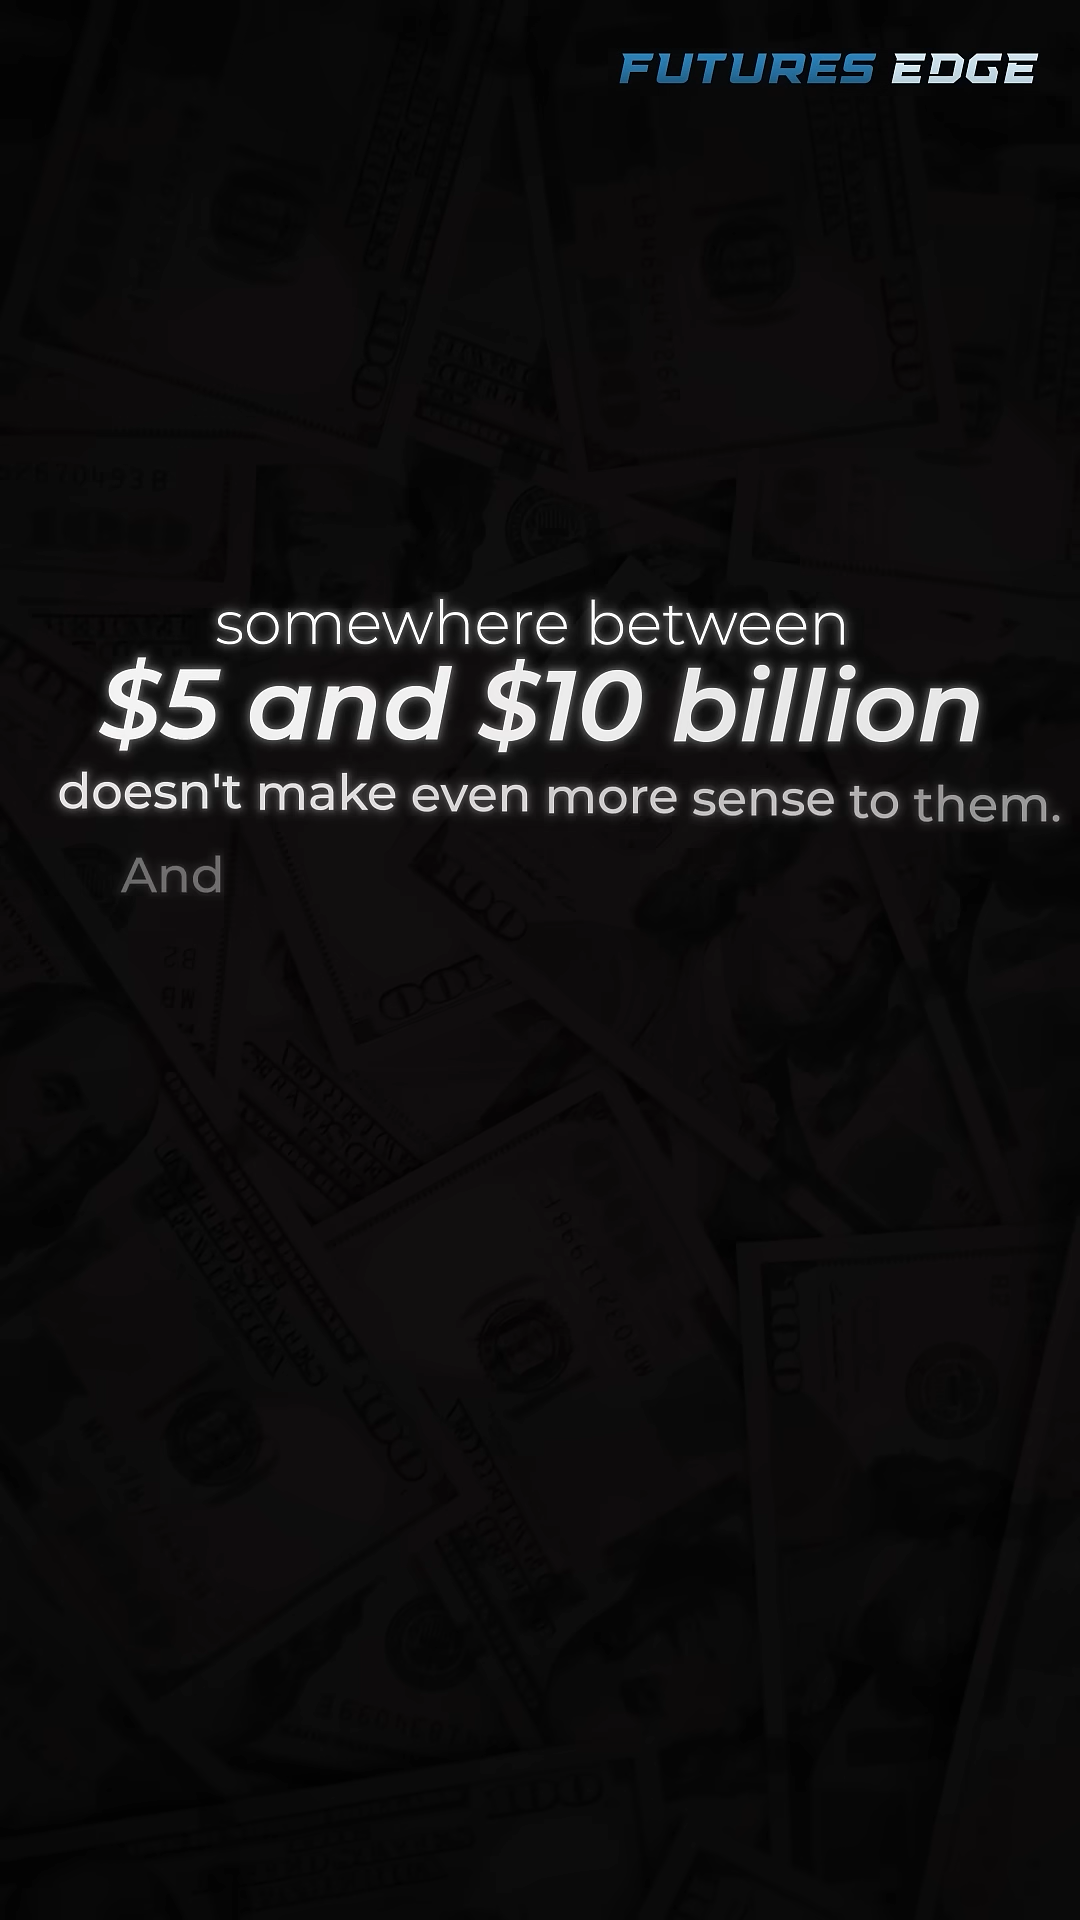 FUTURES EDGE
somewhere between
$5 and $10 billion
doesn't make even more sense to them.
And